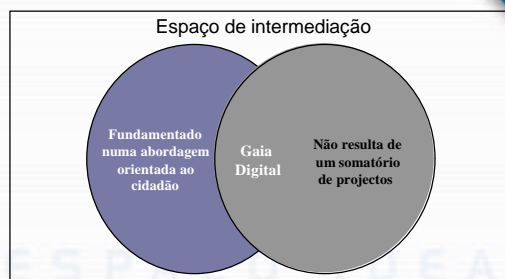 Espaço de intermediação
Fundamentado
numa abordagem
orientada ao
cidadão
Gaia
Digital
Não resulta de
um somatório
de projectos